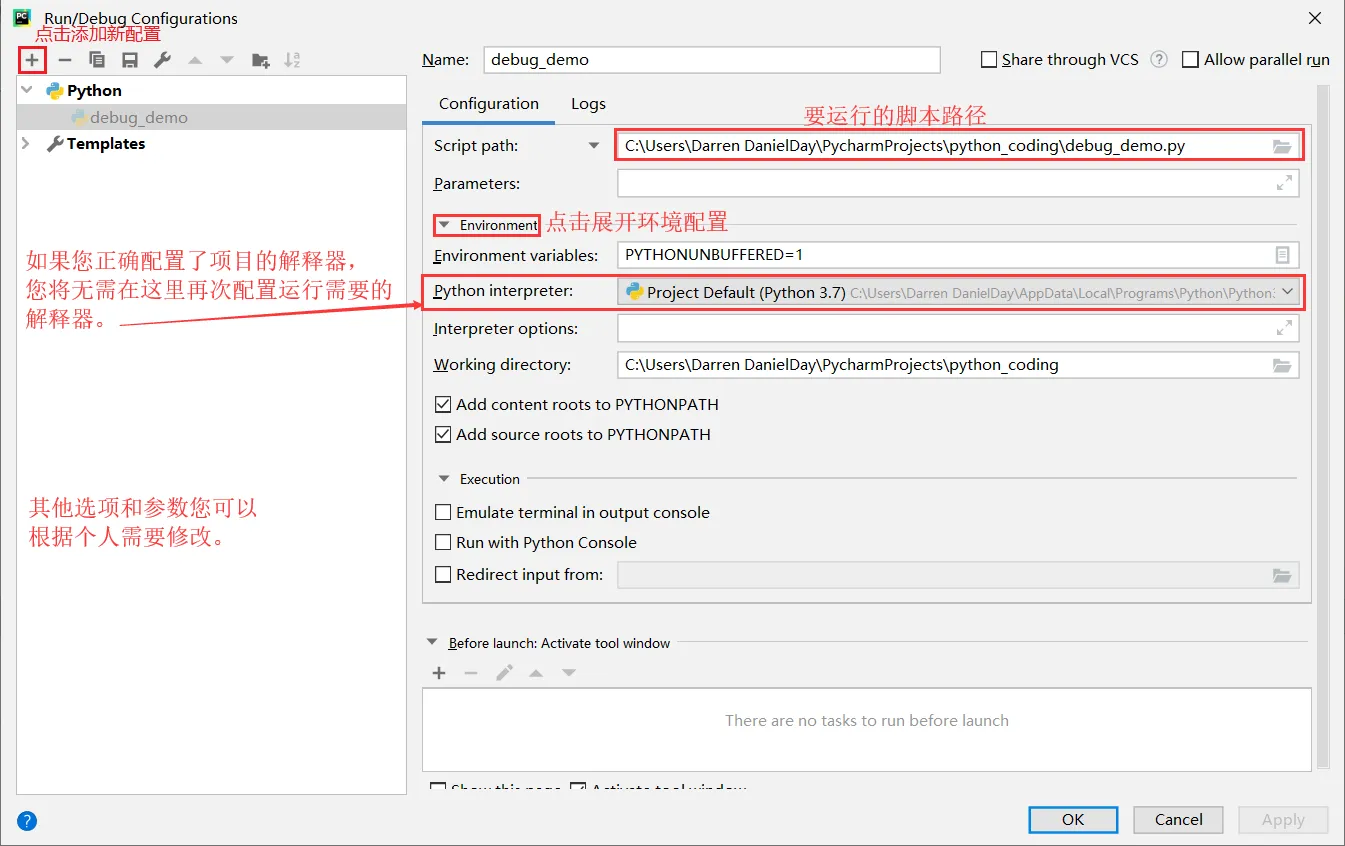 Run/Debug Configurations
点击添加新配置
Name: debug_demo
Share through VCS ? Allow parallel run
Python
debug_demo
Templates
如果您正确配置了项目的解释器，
您将无需在这里再次配置运行需要的
解释器。
其他选项和参数您可以
根据个人需要修改。
Configuration Logs
要运行的脚本路径
Script path: C:\Users\Darren DanielDay\PycharmProjects\python_coding\debug_demo.py
Parameters:
Environment 点击展开环境配置
Environment variables: PYTHONUNBUFFERED=1
Python interpreter: Project Default (Python 3.7) C:\Users\Darren DanielDay\AppData\Local\Programs\Python\Python
Interpreter options:
Working directory: C:\Users\Darren DanielDay\PycharmProjects\python_coding
Add content roots to PYTHONPATH
Add source roots to PYTHONPATH
Execution
Emulate terminal in output console
Run with Python Console
Redirect input from:
Before launch: Activate tool window
There are no tasks to run before launch
Show this page Activate tool window
? OK Cancel Apply